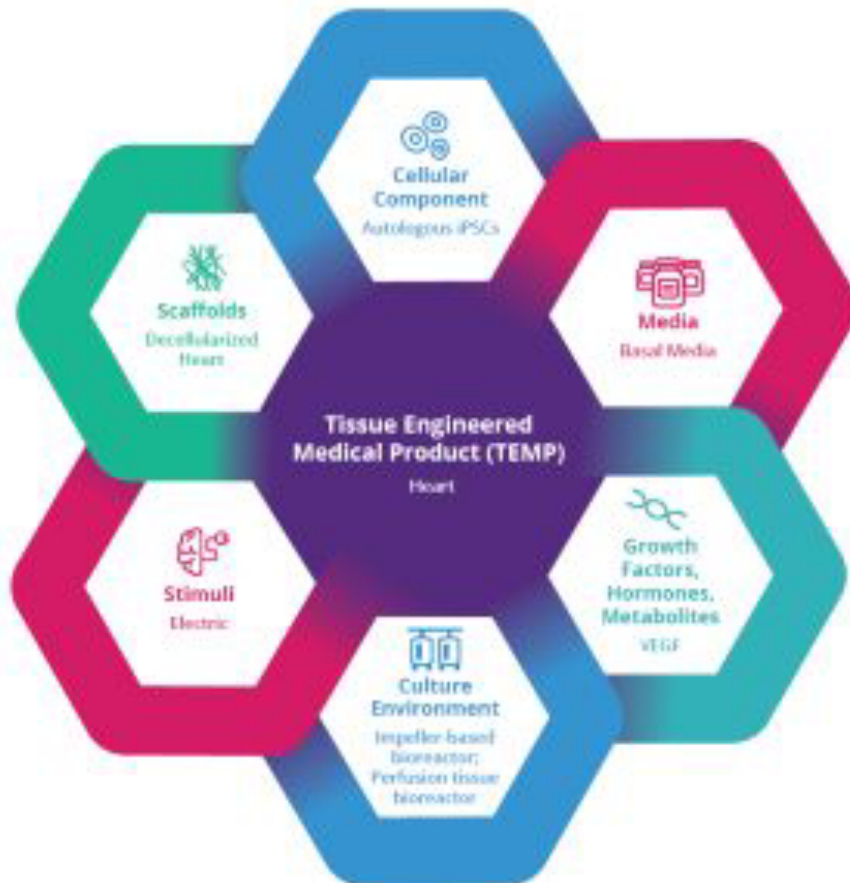 Cellular
Component
Autologous iPSCs
Media
Basal Media
Scaffolds
Decellularized
Heart
Tissue Engineered
Medical Product (TEMP)
Heart
Growth
Factors,
Hormones,
Metabolites
VEGF
Stimuli
Electric
Culture
Environment
Impeller-based
bioreactor;
Perfusion tissue
bioreactor